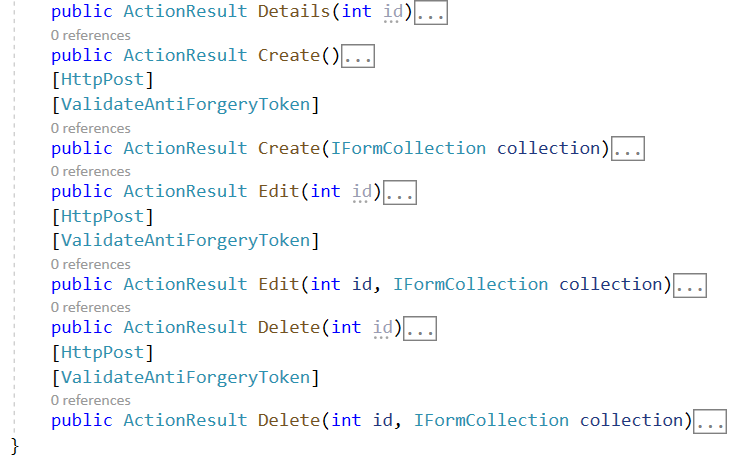 public ActionResult Details(int id)...
0 references
public ActionResult Create()...
[HttpPost]
[ValidateAntiForgeryToken]
0 references
public ActionResult Create(IFormCollection collection)...
0 references
public ActionResult Edit(int id)...
[HttpPost]
[ValidateAntiForgeryToken]
0 references
public ActionResult Edit(int id, IFormCollection collection)...
0 references
public ActionResult Delete(int id)...
[HttpPost]
[ValidateAntiForgeryToken]
0 references
public ActionResult Delete(int id, IFormCollection collection)...
}